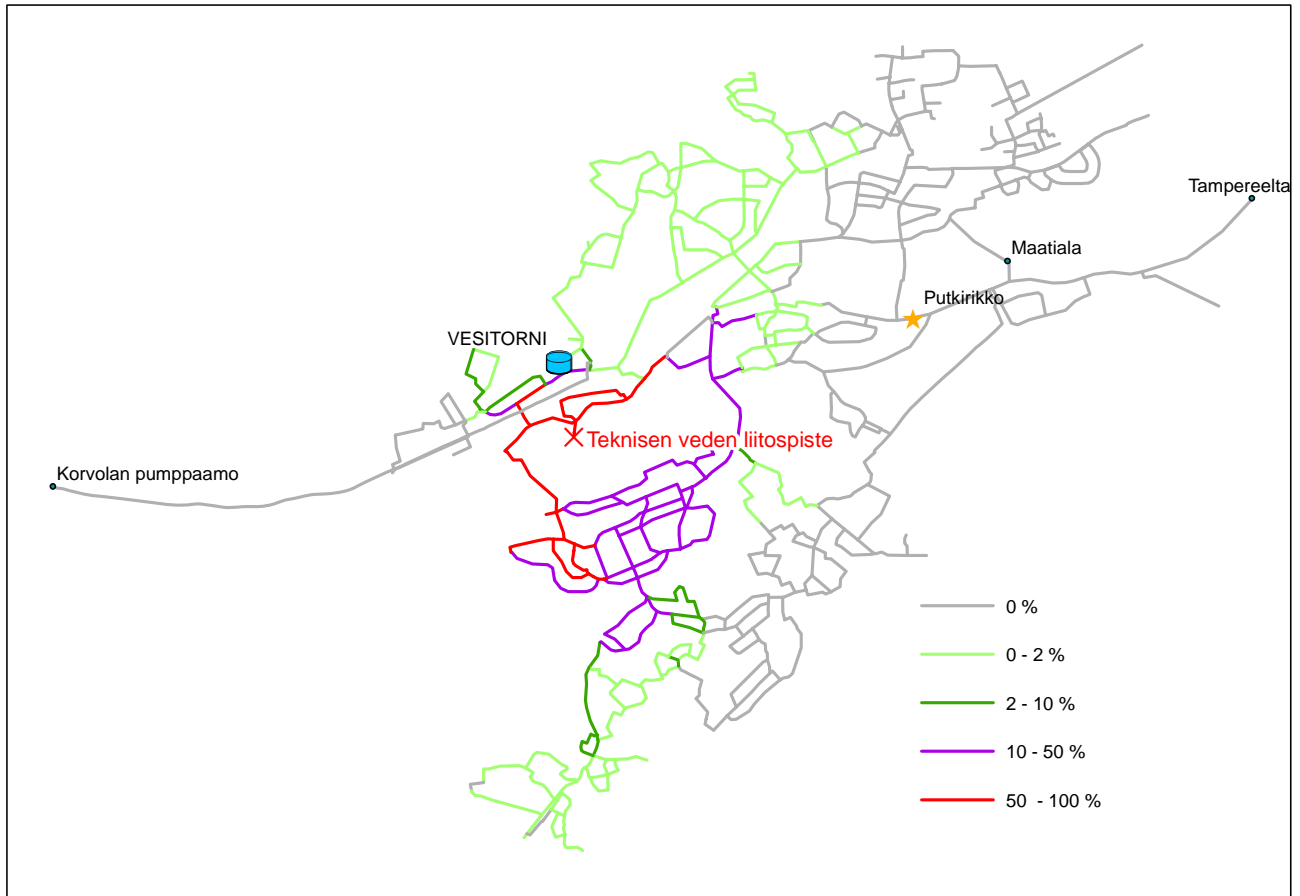 Tampereelta
Maatiala
Putkirikko
VESITORNI
Teknisen veden liitospiste
Korvolan pumppaamo
0 %
0 - 2 %
2 - 10 %
10 - 50 %
50 - 100 %